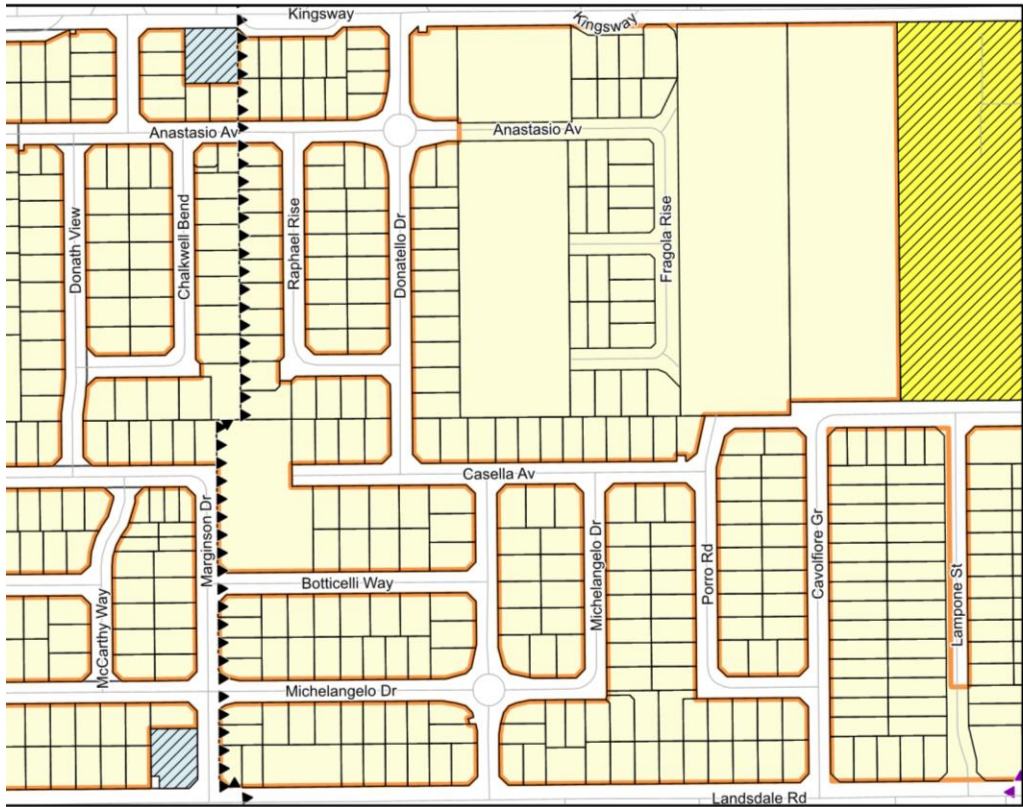 Kingsway
Kingsway
Anastasio Av
Anastasio Av
Donath View
Chalkwell Bend
Raphael Rise
Donatello Dr
Fragola Rise
Casella Av
Marginson Dr
Michelangelo Dr
Porro Rd
Cavolfiore Gr
Lampone St
Botticelli Way
McCarthy Way
Michelangelo Dr
Landsdale Rd